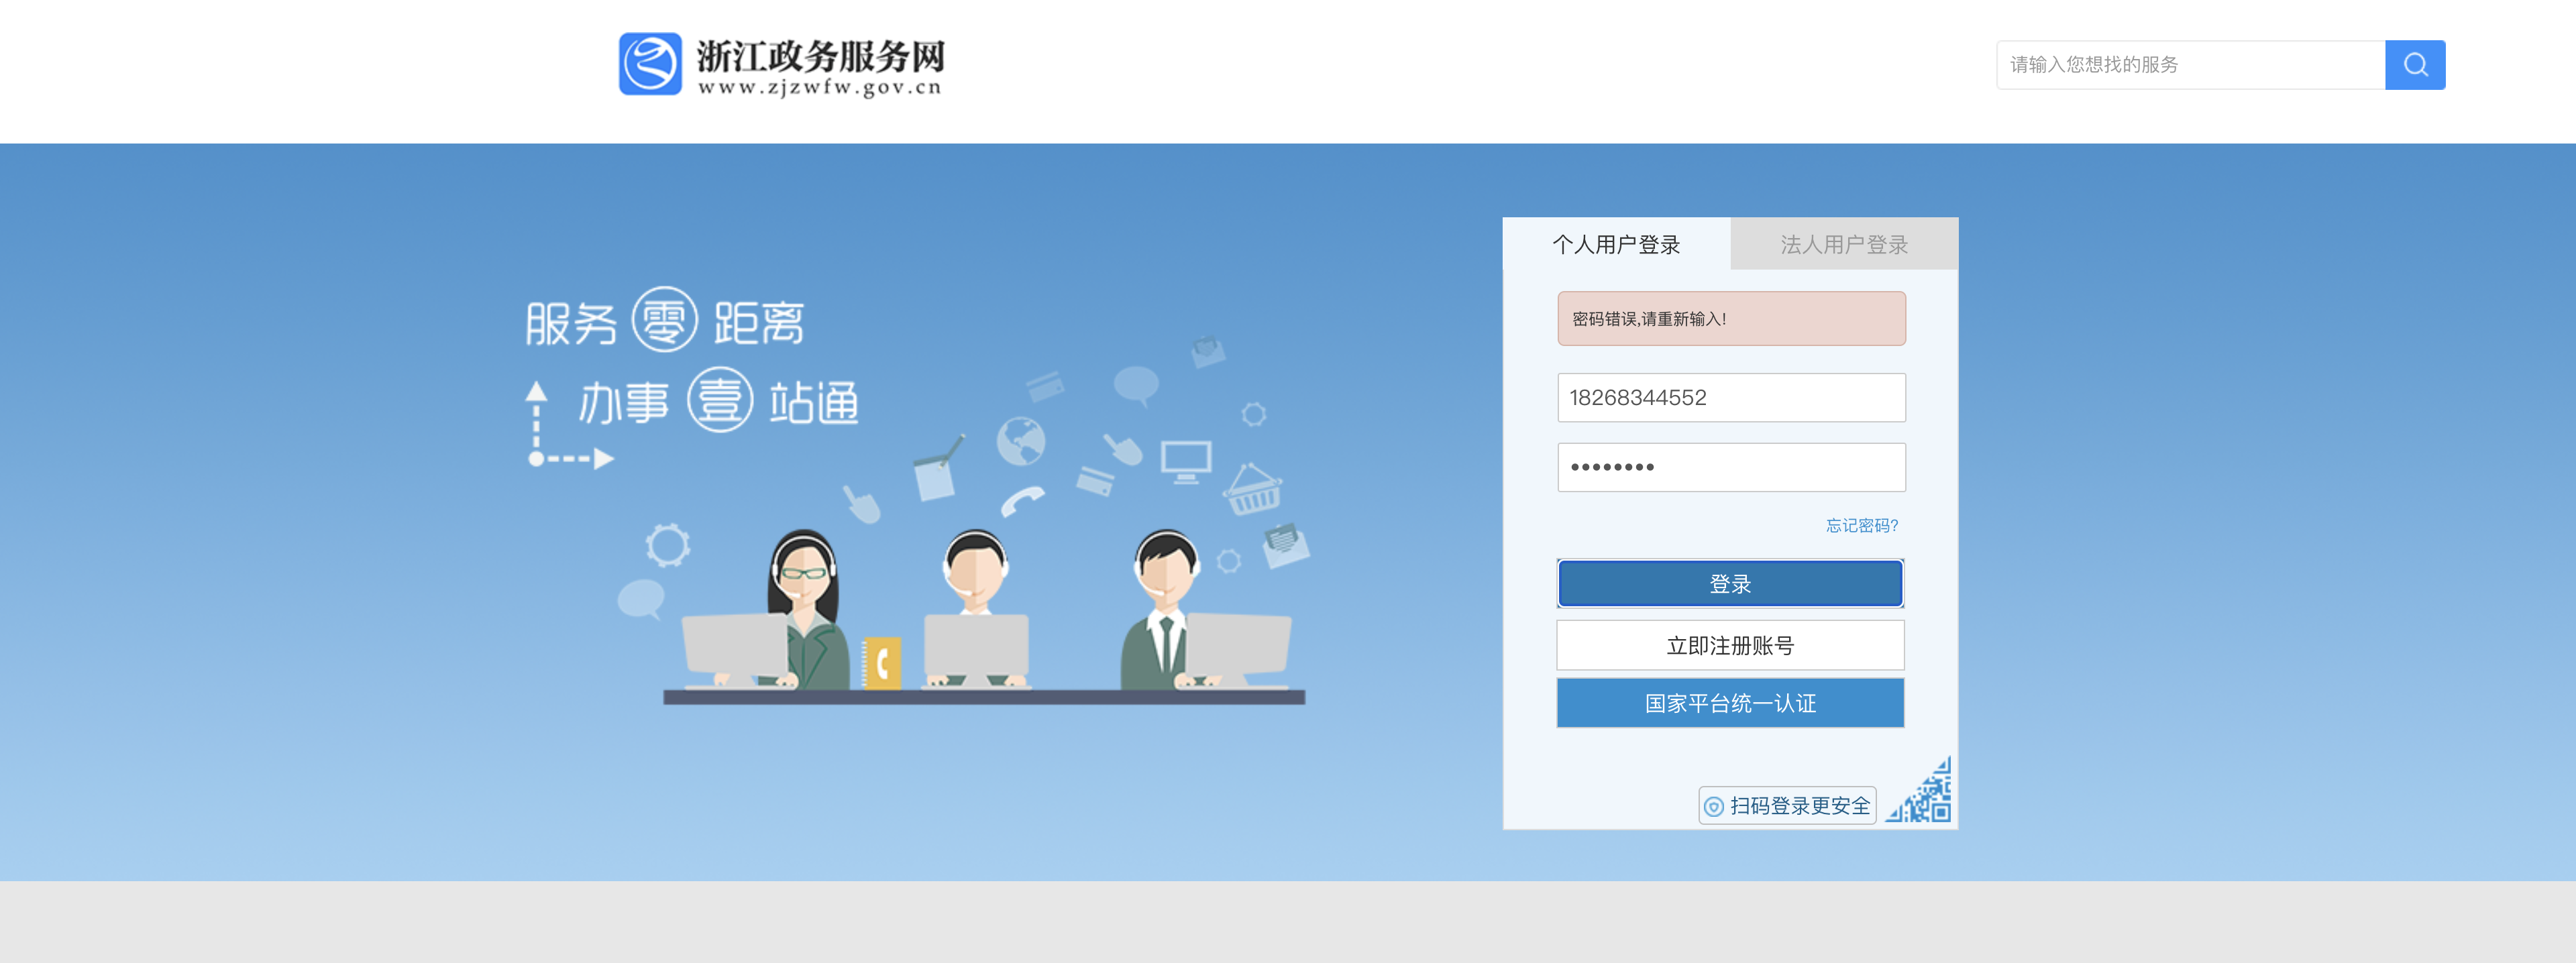 浙江政务服务网
www.zjzwfw.gov.cn
请输入您想找的服务
服务零距离
办事壹站通
个人用户登录
法人用户登录
密码错误,请重新输入!
18268344552
••••••••
忘记密码?
登录
立即注册账号
国家平台统一认证
扫码登录更安全